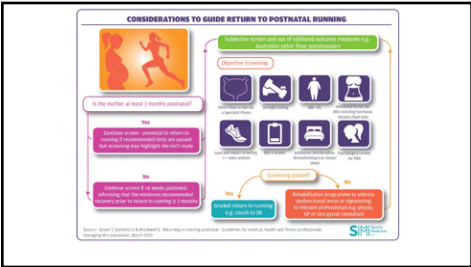 CONSIDERATIONS TO GUIDE RETURN TO POSTNATAL RUNNING
Subjective screen and use of validated outcome measures e.g.
Australian pelvic floor questionnaire
Objective Screening
Is the mother at least 3 months postnatal?
Yes
Continue screen - potential to return
to running if recommended tests are passed
but screening may highlight she isn't ready
No
Continue screen if >6 weeks postnatal
informing that the minimum-recommended
recovery prior to return to running is 3 months
Strength testing
Screening passed?
Yes
No
Graded return to running
e.g. couch to 5K
Rehabilitation programme to address
dysfunctional areas or signposting
to relevant professionals e.g. physio,
GP or uro-gynae consultant
Source - Goom T, Donnelly G & Brockwell E. Returning to running postnatal - Guidelines for medical, health and fitness professionals
managing this population. March 2019